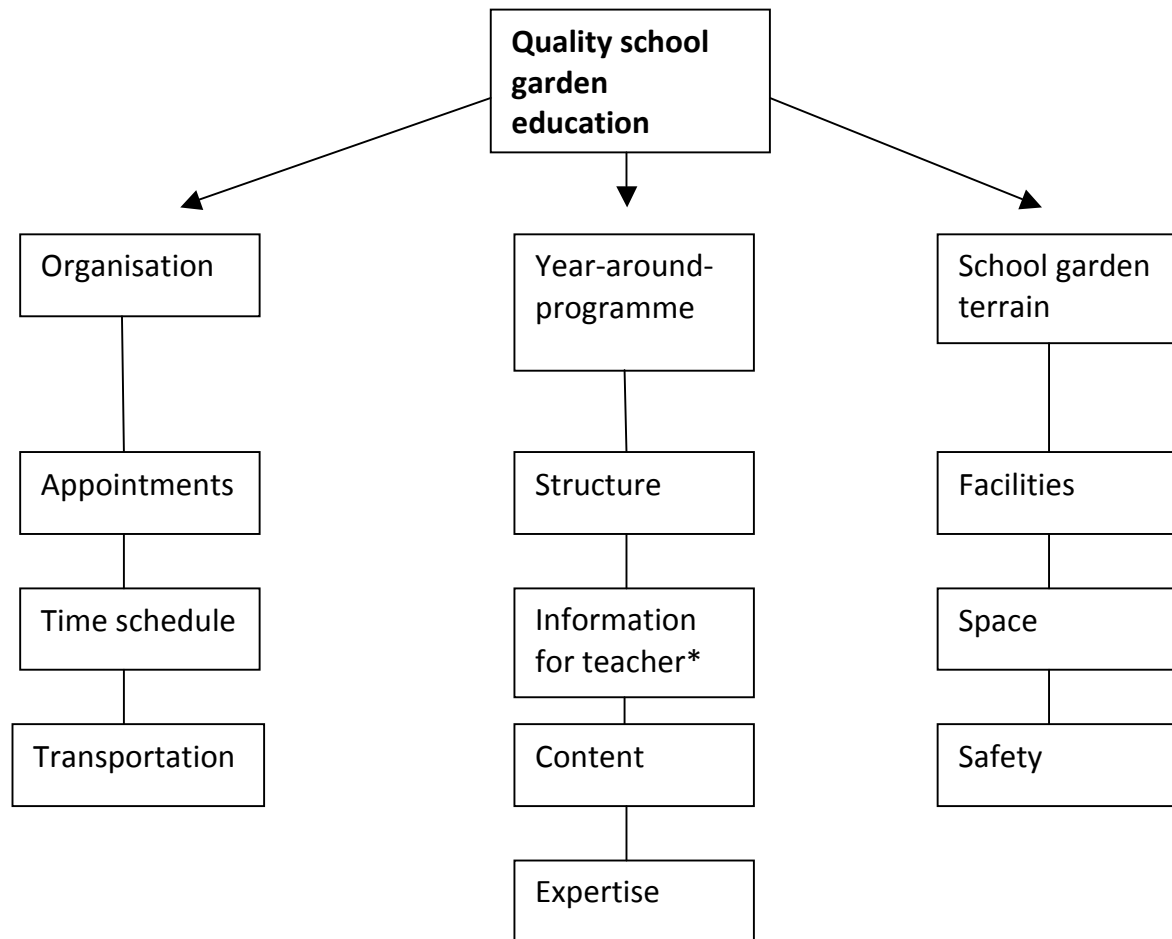 Quality school
garden
education
Organisation
Year-around-
programme
School garden
terrain
Appointments
Structure
Facilities
Time schedule
Information
for teacher*
Space
Transportation
Content
Safety
Expertise